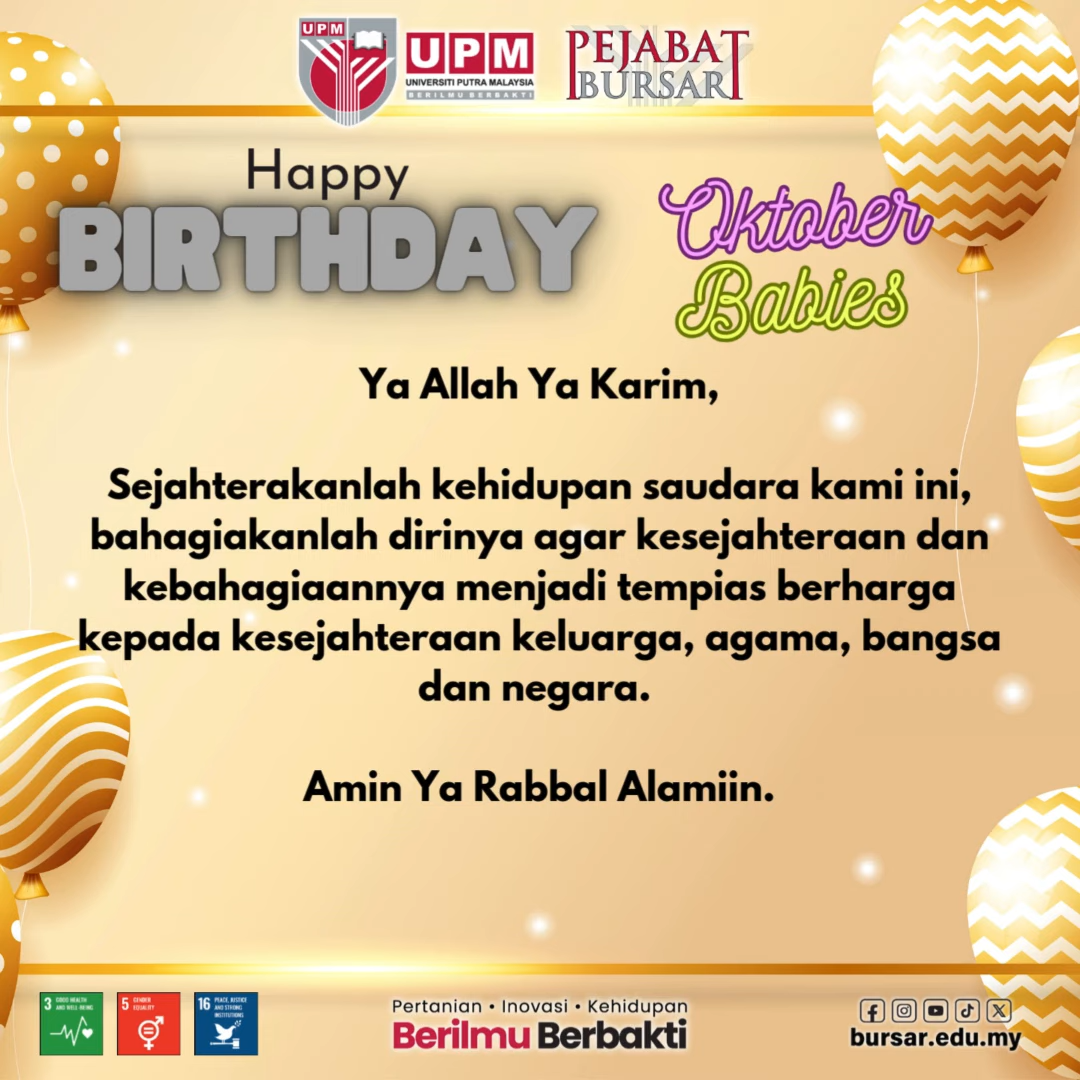 UPM
UPM
UNIVERSITI PUTRA MALAYSIA
BERILMU BERBAKTI
PEJABAT
BURSAR
Happy
BIRTHDAY
Oktober
Babies
Ya Allah Ya Karim,
Sejahterakanlah kehidupan saudara kami ini,
bahagiakanlah dirinya agar kesejahteraan dan
kebahagiaannya menjadi tempias berharga
kepada kesejahteraan keluarga, agama, bangsa
dan negara.
Amin Ya Rabbal Alamiin.
3 GOOD HEALTH
AND WELL-BEING
5 GENDER
EQUALITY
16 PEACE, JUSTICE
AND STRONG
INSTITUTIONS
Pertanian • Inovasi • Kehidupan
Berilmu Berbakti
bursar.edu.my